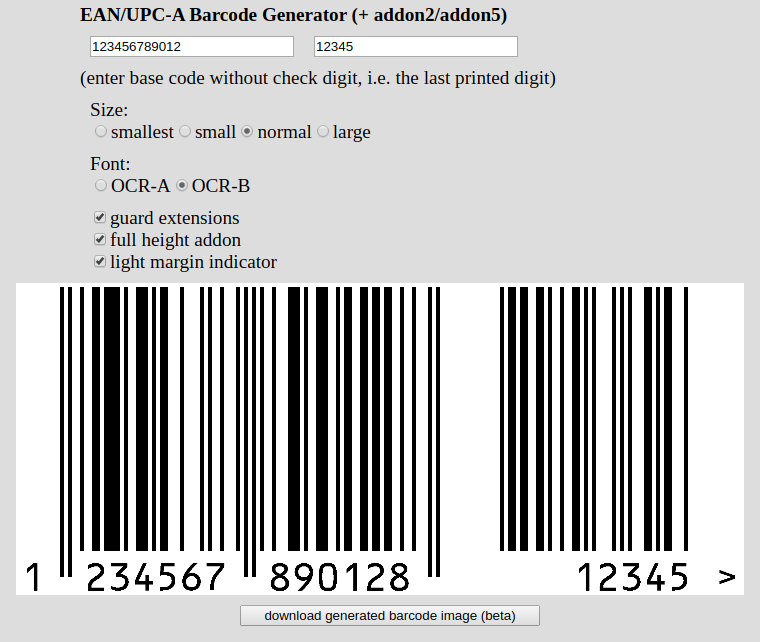 EAN/UPC-A Barcode Generator (+ addon2/addon5)
123456789012 12345
(enter base code without check digit, i.e. the last printed digit)
Size:
smallest small normal large
Font:
OCR-A OCR-B
guard extensions
full height addon
light margin indicator
1 234567 890128 12345 >
download generated barcode image (beta)